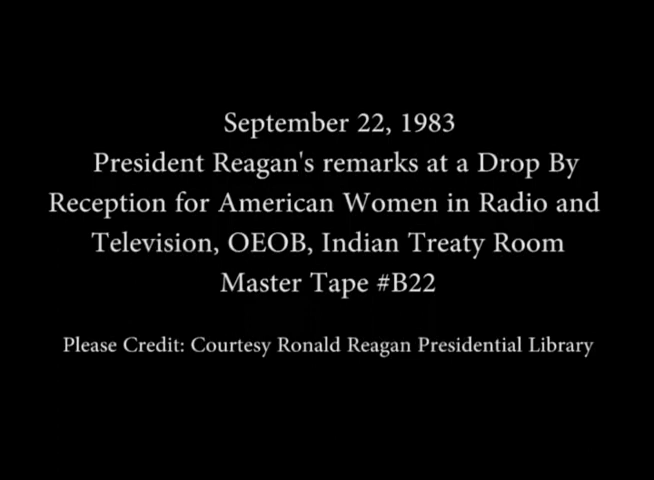 September 22, 1983
President Reagan's remarks at a Drop By
Reception for American Women in Radio and
Television, OEOB, Indian Treaty Room
Master Tape #B22
Please Credit: Courtesy Ronald Reagan Presidential Library